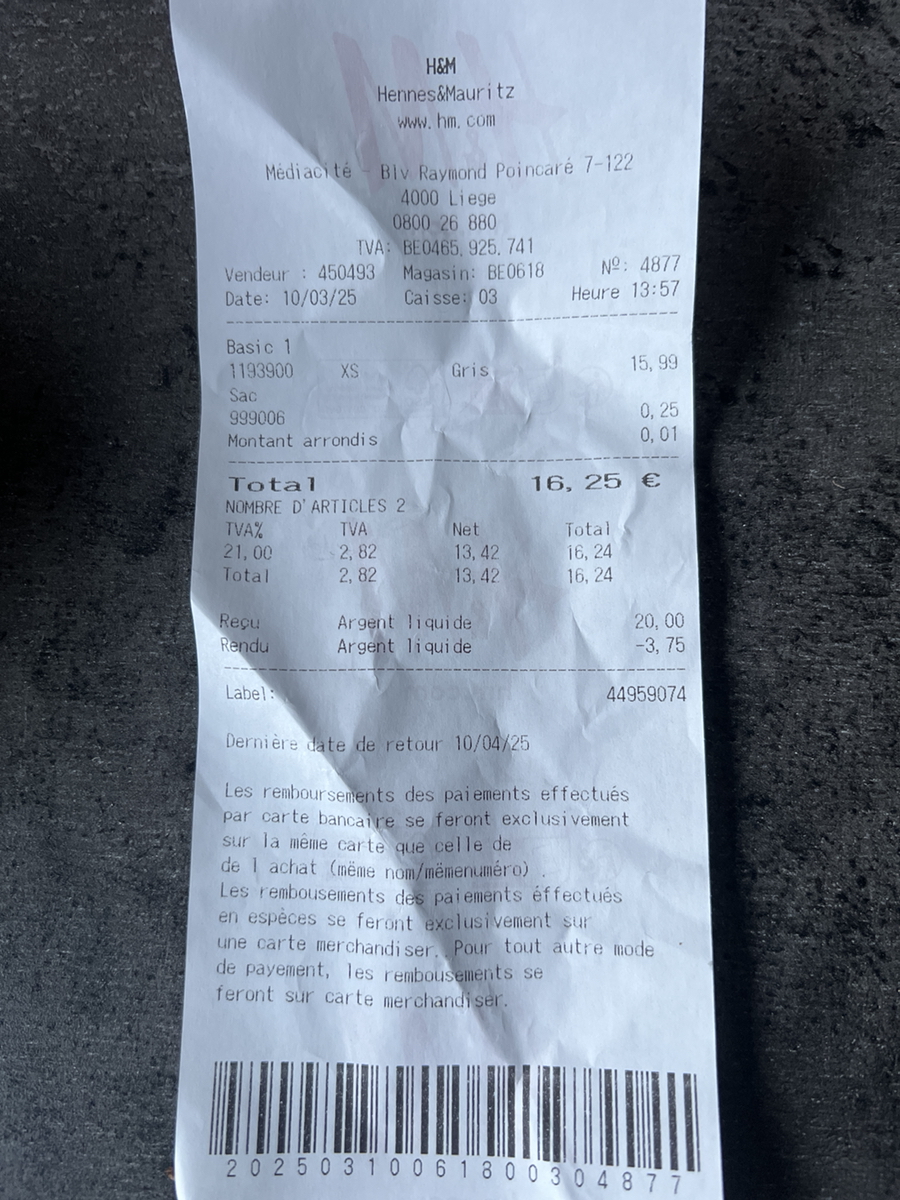 H&M
Hennes&Mauritz
www.hm.com
Médiacité - Blv Raymond Poincaré 7-122
4000 Liege
0800 26 880
TVA: BE0465.925.741
Vendeur : 450493 Magasin: BE0618 Nº: 4877
Date: 10/03/25 Caisse: 03 Heure 13:57
Basic 1
1193900 XS Gris 15,99
Sac
999006 0,25
Montant arrondis 0,01
Total 16,25 €
NOMBRE D'ARTICLES 2
TVA% TVA Net Total
21,00 2,82 13,42 16,24
Total 2,82 13,42 16,24
Reçu Argent liquide 20,00
Rendu Argent liquide -3,75
Label: 44959074
Dernière date de retour 10/04/25
Les remboursements des paiements effectués
par carte bancaire se feront exclusivement
sur la même carte que celle de
de l achat (mëme nom/mëmenuméro) .
Les rembousements des paiements éffectués
en espèces se feront exclusivement sur
une carte merchandiser. Pour tout autre mode
de payement, les rembousements se
feront sur carte merchandiser.
2025031006180030 4877